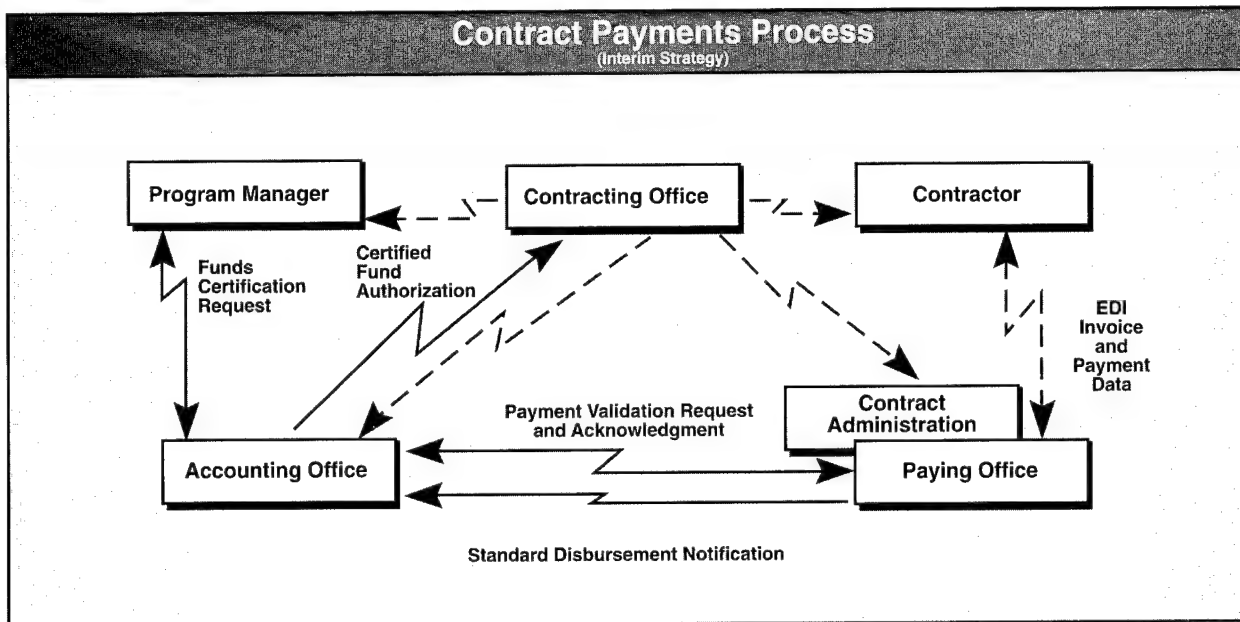 Contract Payments Process
(Interim Strategy)
Program Manager
Contracting Office
Contractor
Funds
Certification
Request
Certified
Fund
Authorization
EDI
Invoice
and
Payment
Data
Payment Validation Request
and Acknowledgment
Contract
Administration
Accounting Office
Paying Office
Standard Disbursement Notification